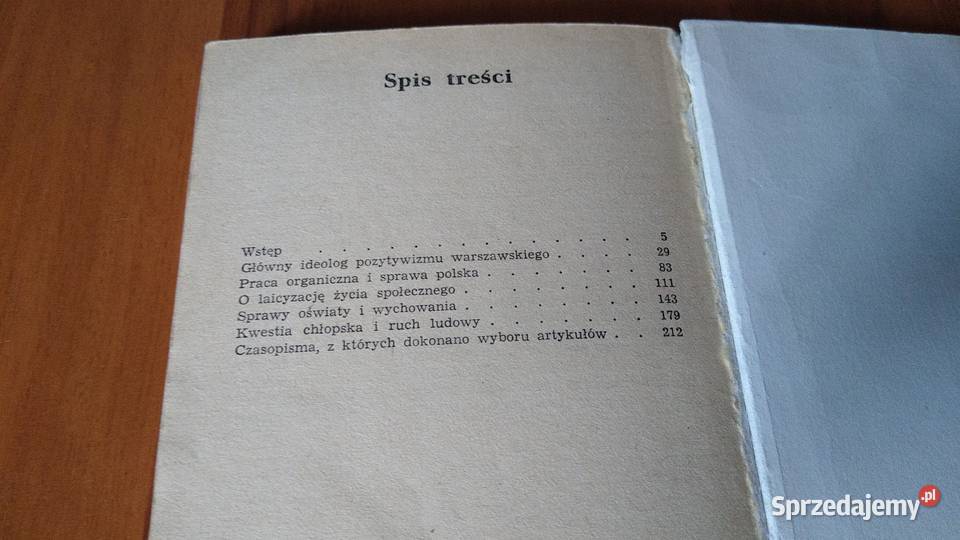 Spis treści
Wstęp . . . . . . . . . . . . . . 5
Główny ideolog pozytywizmu warszawskiego . . . . 29
Praca organiczna i sprawa polska . . . . . . . 83
O laicyzację życia społecznego . . . . . . . . 111
Sprawy oświaty i wychowania . . . . . . . . 143
Kwestia chłopska i ruch ludowy . . . . . . . 179
Czasopisma, z których dokonano wyboru artykułów . . 212
Sprzedajemy.pl